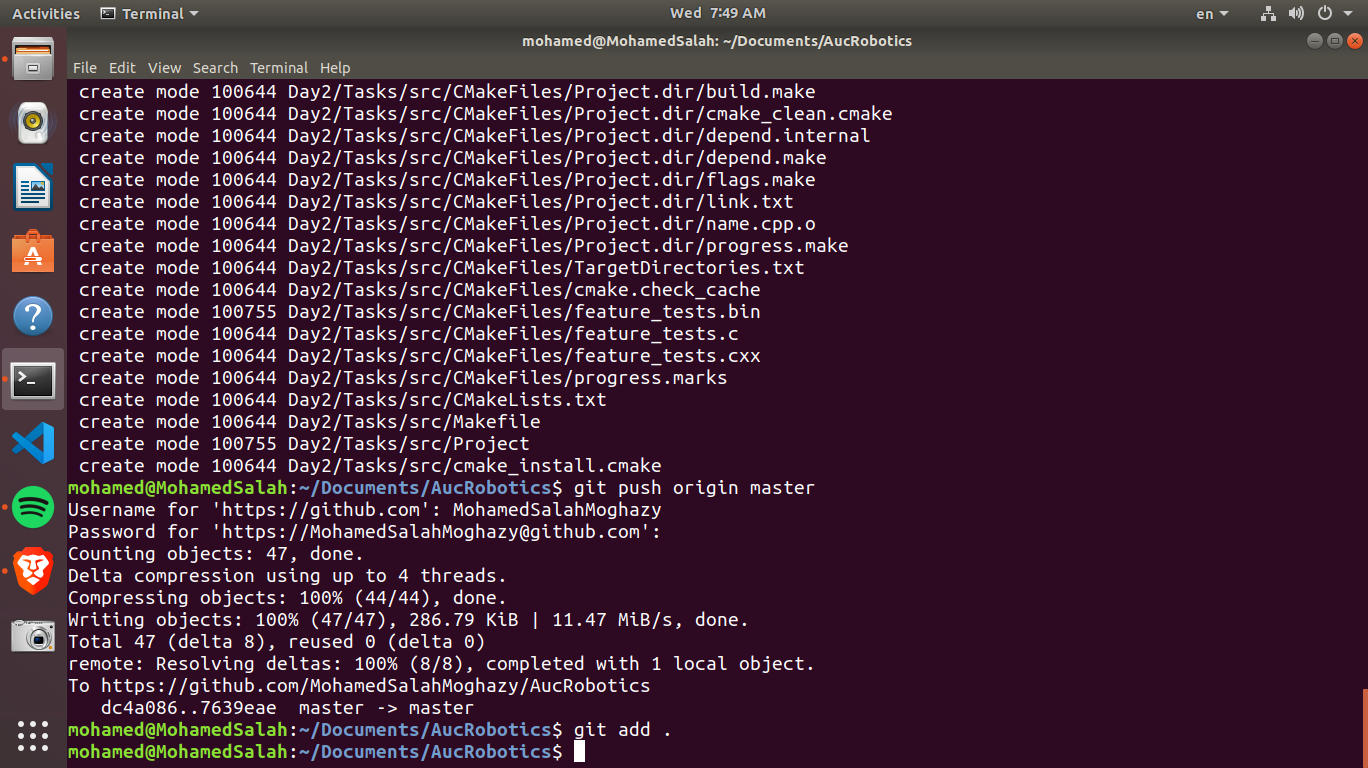 Activities Terminal Wed 7:49 AM en
mohamed@MohamedSalah: ~/Documents/AucRobotics
File Edit View Search Terminal Help
create mode 100644 Day2/Tasks/src/CMakeFiles/Project.dir/build.make
create mode 100644 Day2/Tasks/src/CMakeFiles/Project.dir/cmake_clean.cmake
create mode 100644 Day2/Tasks/src/CMakeFiles/Project.dir/depend.internal
create mode 100644 Day2/Tasks/src/CMakeFiles/Project.dir/depend.make
create mode 100644 Day2/Tasks/src/CMakeFiles/Project.dir/flags.make
create mode 100644 Day2/Tasks/src/CMakeFiles/Project.dir/link.txt
create mode 100644 Day2/Tasks/src/CMakeFiles/Project.dir/name.cpp.o
create mode 100644 Day2/Tasks/src/CMakeFiles/Project.dir/progress.make
create mode 100644 Day2/Tasks/src/CMakeFiles/TargetDirectories.txt
create mode 100644 Day2/Tasks/src/CMakeFiles/cmake.check_cache
create mode 100755 Day2/Tasks/src/CMakeFiles/feature_tests.bin
create mode 100644 Day2/Tasks/src/CMakeFiles/feature_tests.c
create mode 100644 Day2/Tasks/src/CMakeFiles/feature_tests.cxx
create mode 100644 Day2/Tasks/src/CMakeFiles/progress.marks
create mode 100644 Day2/Tasks/src/CMakeLists.txt
create mode 100644 Day2/Tasks/src/Makefile
create mode 100755 Day2/Tasks/src/Project
create mode 100644 Day2/Tasks/src/cmake_install.cmake
mohamed@MohamedSalah:~/Documents/AucRobotics$ git push origin master
Username for 'https://github.com': MohamedSalahMoghazy
Password for 'https://MohamedSalahMoghazy@github.com':
Counting objects: 47, done.
Delta compression using up to 4 threads.
Compressing objects: 100% (44/44), done.
Writing objects: 100% (47/47), 286.79 KiB | 11.47 MiB/s, done.
Total 47 (delta 8), reused 0 (delta 0)
remote: Resolving deltas: 100% (8/8), completed with 1 local object.
To https://github.com/MohamedSalahMoghazy/AucRobotics
dc4a086..7639eae master -> master
mohamed@MohamedSalah:~/Documents/AucRobotics$ git add .
mohamed@MohamedSalah:~/Documents/AucRobotics$